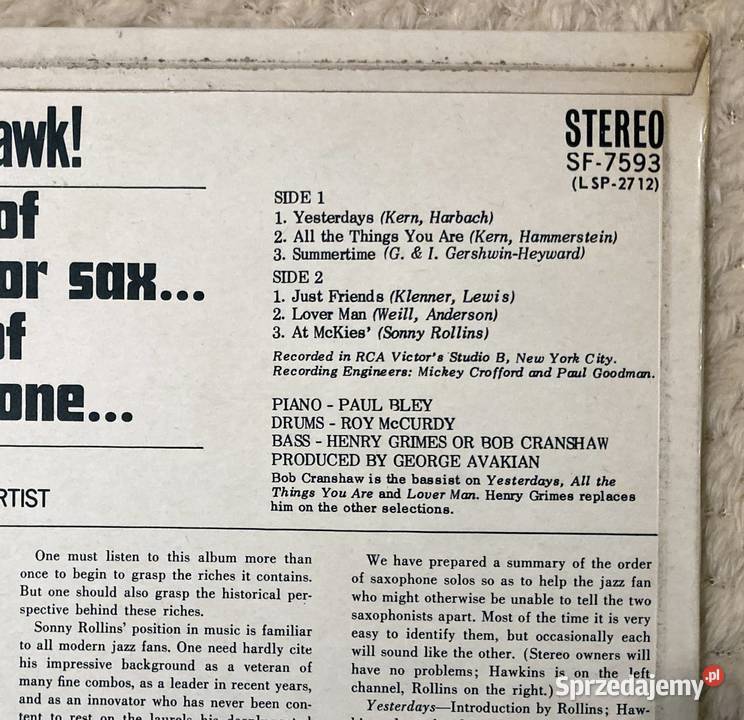 awk!
of
or sax...
of
one...
RTIST
STEREO
SF-7593
(LSP-2712)
SIDE 1
1. Yesterdays (Kern, Harbach)
2. All the Things You Are (Kern, Hammerstein)
3. Summertime (G. & I. Gershwin-Heyward)
SIDE 2
1. Just Friends (Klenner, Lewis)
2. Lover Man (Weill, Anderson)
3. At McKies' (Sonny Rollins)
Recorded in RCA Victor's Studio B, New York City.
Recording Engineers: Mickey Crofford and Paul Goodman.
PIANO - PAUL BLEY
DRUMS - ROY McCURDY
BASS - HENRY GRIMES OR BOB CRANSHAW
PRODUCED BY GEORGE AVAKIAN
Bob Cranshaw is the bassist on Yesterdays, All the
Things You Are and Lover Man. Henry Grimes replaces
him on the other selections.
One must listen to this album more than
once to begin to grasp the riches it contains.
But one should also grasp the historical per-
spective behind these riches.
Sonny Rollins' position in music is familiar
to all modern jazz fans. One need hardly cite
his impressive background as a veteran of
many fine combos, as a leader in recent years,
and as an innovator who has never been con-
tent to rest on the laurels his
We have prepared a summary of the order
of saxophone solos so as to help the jazz fan
who might otherwise be unable to tell the two
saxophonists apart. Most of the time it is very
easy to identify them, but occasionally each
will sound like the other. (Stereo owners will
have no problems; Hawkins is on the left
channel, Rollins on the right.)
Yesterdays—Introduction by Rollins; Haw-
Sprzedajemy.pl